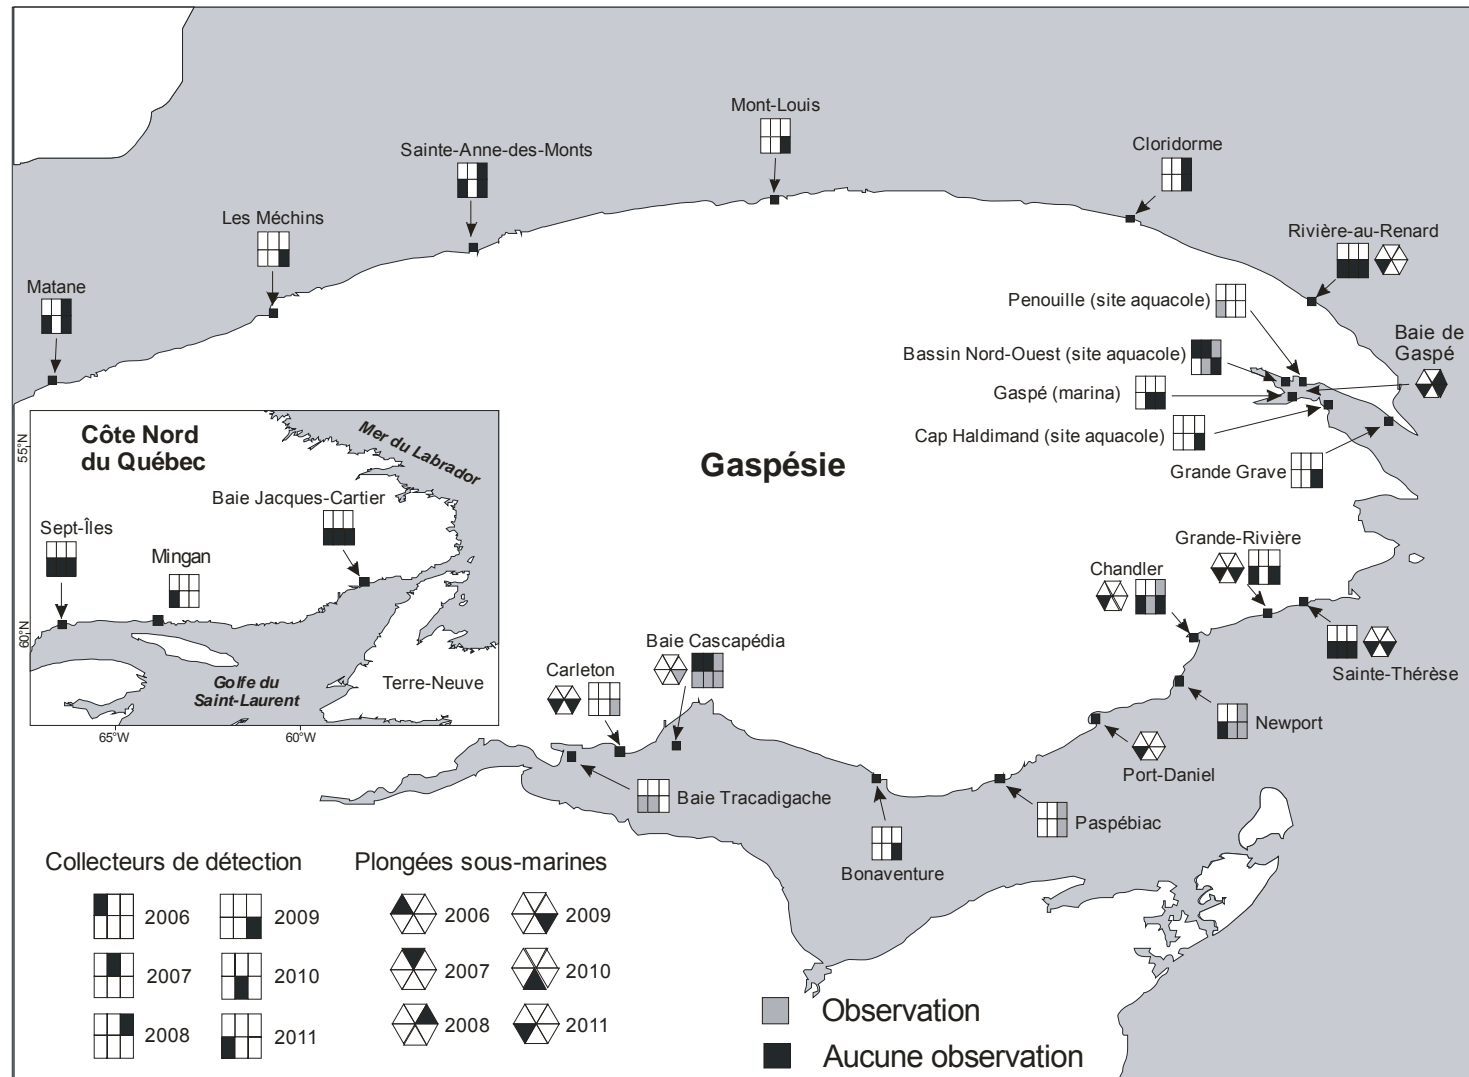 Mont-Louis
Sainte-Anne-des-Monts
Cloridorme
Les Méchins
Rivière-au-Renard
Matane
Penouille (site aquacole)
Baie de
Gaspé
Bassin Nord-Ouest (site aquacole)
Gaspé (marina)
Cap Haldimand (site aquacole)
Grande Grave
Gaspésie
Côte Nord
du Québec
Mer du Labrador
55°N
Baie Jacques-Cartier
Sept-Îles
Mingan
60°N
Golfe du
Saint-Laurent
Terre-Neuve
65°W
60°W
Grande-Rivière
Chandler
Sainte-Thérèse
Baie Cascapédia
Carleton
Newport
Port-Daniel
Baie Tracadigache
Paspébiac
Bonaventure
Collecteurs de détection
2006
2009
2007
2010
2008
2011
Plongées sous-marines
2006
2009
2007
2010
2008
2011
Observation
Aucune observation